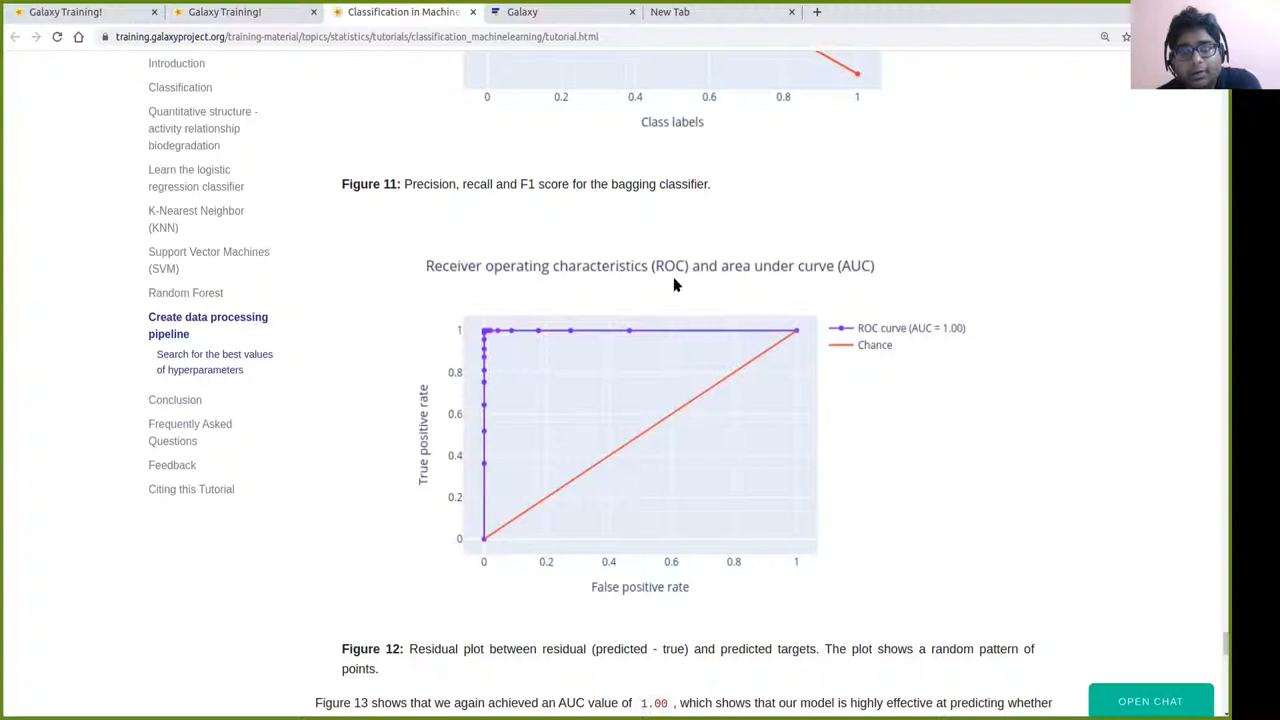 Galaxy Training!
Galaxy Training!
Classification in Machine
Galaxy
New Tab
training.galaxyproject.org/training-material/topics/statistics/tutorials/classification_machinelearning/tutorial.html
Introduction
Classification
Quantitative structure -
activity relationship
biodegradation
Learn the logistic
regression classifier
K-Nearest Neighbor
(KNN)
Support Vector Machines
(SVM)
Random Forest
Create data processing
pipeline
Search for the best values
of hyperparameters
Conclusion
Frequently Asked
Questions
Feedback
Citing this Tutorial
0 0.2 0.4 0.6 0.8 1
Class labels
Figure 11: Precision, recall and F1 score for the bagging classifier.
Receiver operating characteristics (ROC) and area under curve (AUC)
1
0.8
0.6
0.4
0.2
0
True positive rate
0 0.2 0.4 0.6 0.8 1
False positive rate
ROC curve (AUC = 1.00)
Chance
Figure 12: Residual plot between residual (predicted - true) and predicted targets. The plot shows a random pattern of
points.
Figure 13 shows that we again achieved an AUC value of 1.00 , which shows that our model is highly effective at predicting whether
OPEN CHAT